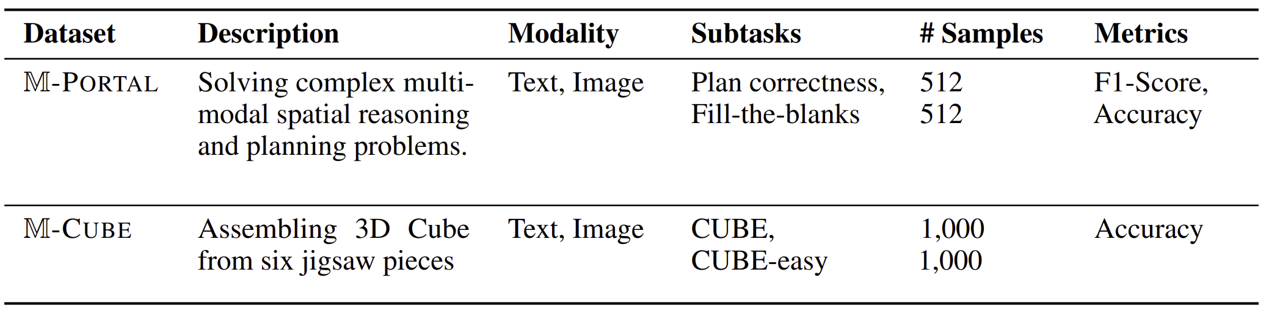 Dataset Description Modality Subtasks # Samples Metrics
𝕄-PORTAL Solving complex multi- Text, Image Plan correctness, 512 F1-Score,
modal spatial reasoning Fill-the-blanks 512 Accuracy
and planning problems.
𝕄-CUBE Assembling 3D Cube Text, Image CUBE, 1,000 Accuracy
from six jigsaw pieces CUBE-easy 1,000